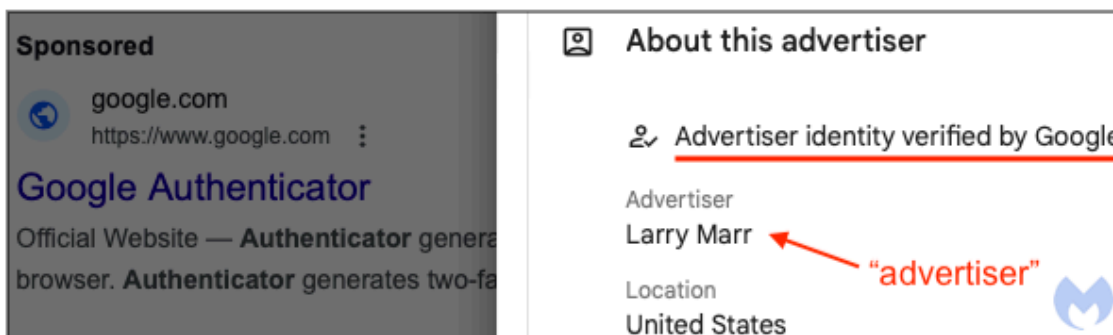 Sponsored
google.com
https://www.google.com
Google Authenticator
Official Website — Authenticator genera
browser. Authenticator generates two-fa
About this advertiser
Advertiser identity verified by Google
Advertiser
Larry Marr
"advertiser"
Location
United States